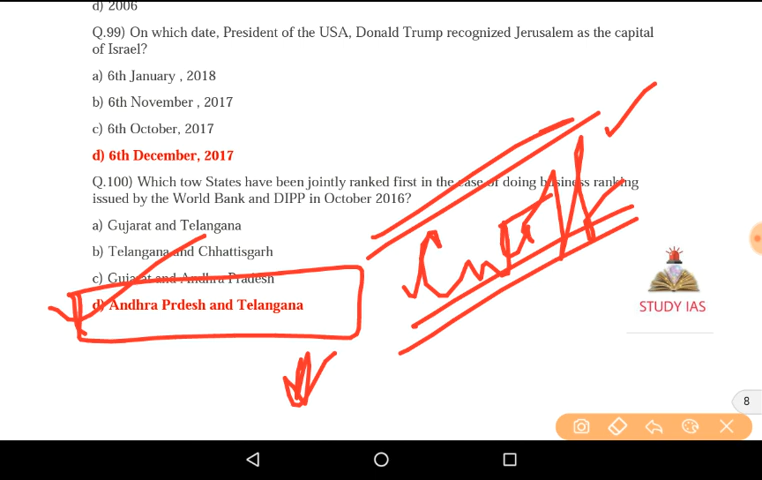 d) 2006
Q.99) On which date, President of the USA, Donald Trump recognized Jerusalem as the capital
of Israel?
a) 6th January , 2018
b) 6th November , 2017
c) 6th October, 2017
d) 6th December, 2017
Q.100) Which tow States have been jointly ranked first in the ease of doing business ranking
issued by the World Bank and DIPP in October 2016?
a) Gujarat and Telangana
b) Telangana and Chhattisgarh
c) Gujarat and Andhra Pradesh
d) Andhra Prdesh and Telangana
STUDY IAS
8